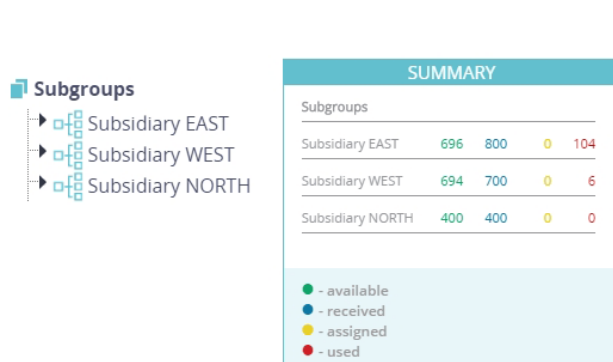 Subgroups
Subsidiary EAST
Subsidiary WEST
Subsidiary NORTH
SUMMARY
Subgroups
Subsidiary EAST 696 800 0 104
Subsidiary WEST 694 700 0 6
Subsidiary NORTH 400 400 0 0
- available
- received
- assigned
- used